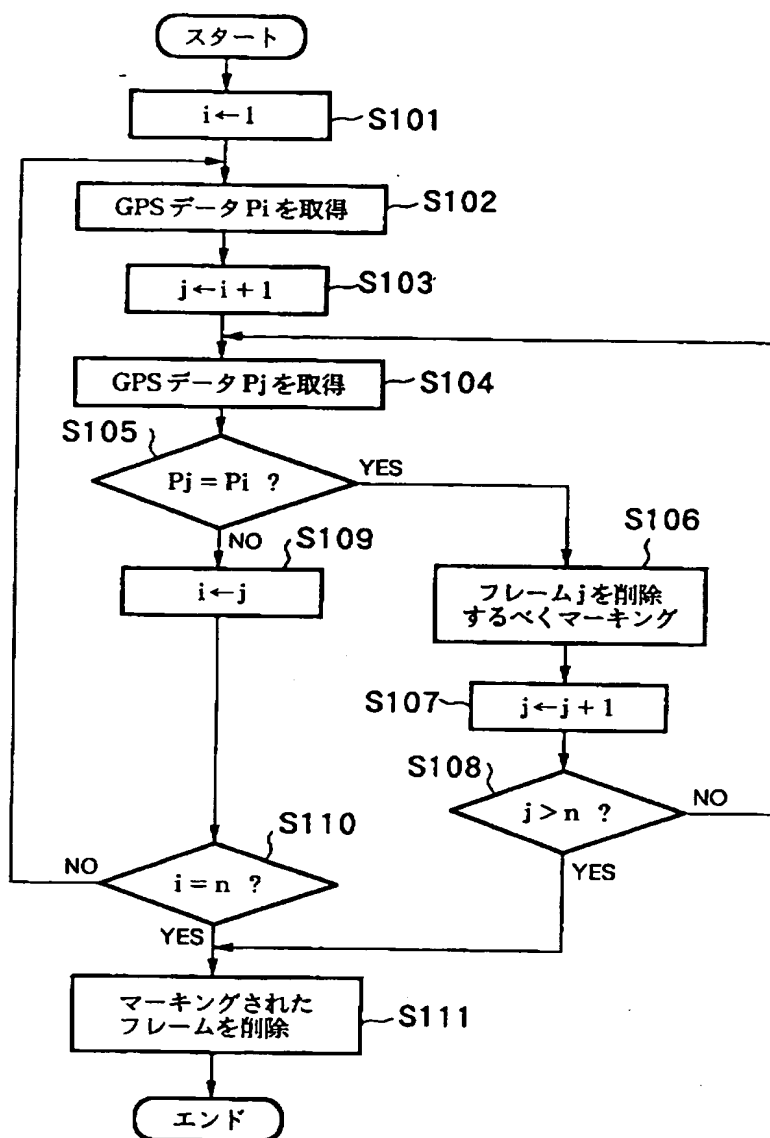 スタート
i←1
S101
GPSデータPiを取得
S102
j←i+1
S103
GPSデータPjを取得
S104
S105
Pj=Pi ?
YES
NO
S109
i←j
S106
フレームjを削除
するべくマーキング
S107
j←j+1
S108
j>n ?
NO
YES
S110
i=n ?
NO
YES
マーキングされた
フレームを削除
S111
エンド